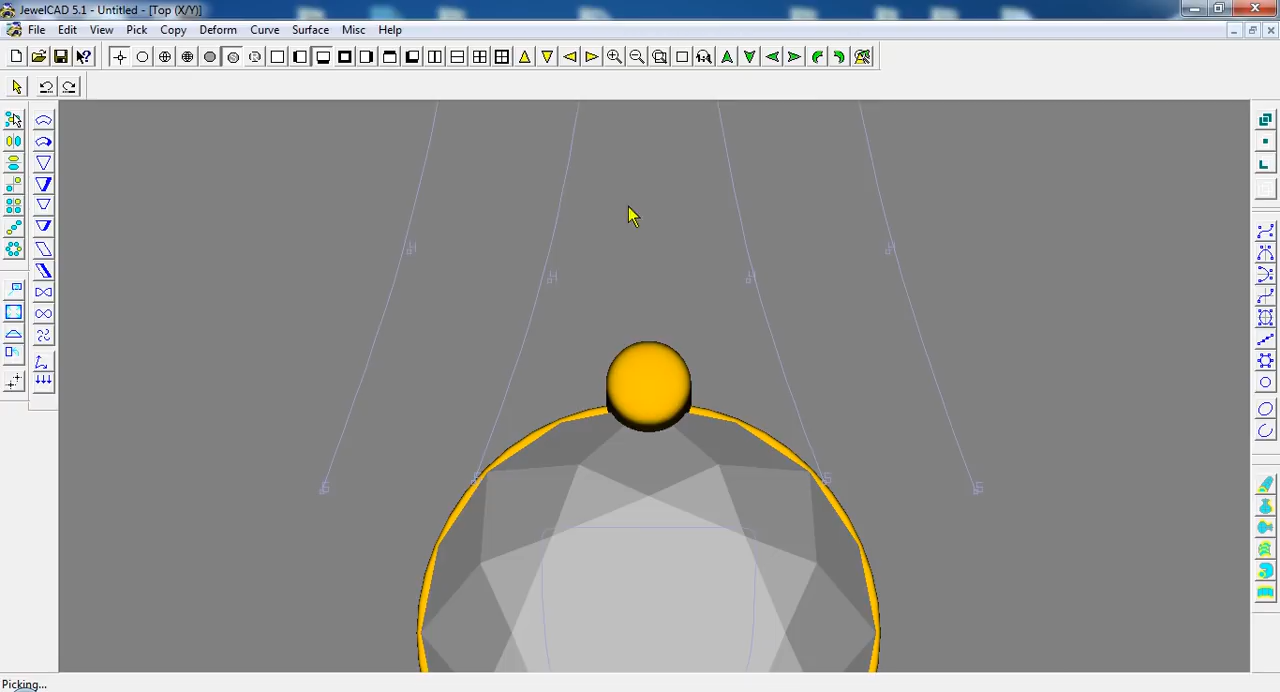 JewelCAD 5.1 - Untitled - [Top (X/Y)]
File Edit View Pick Copy Deform Curve Surface Misc Help
Picking...